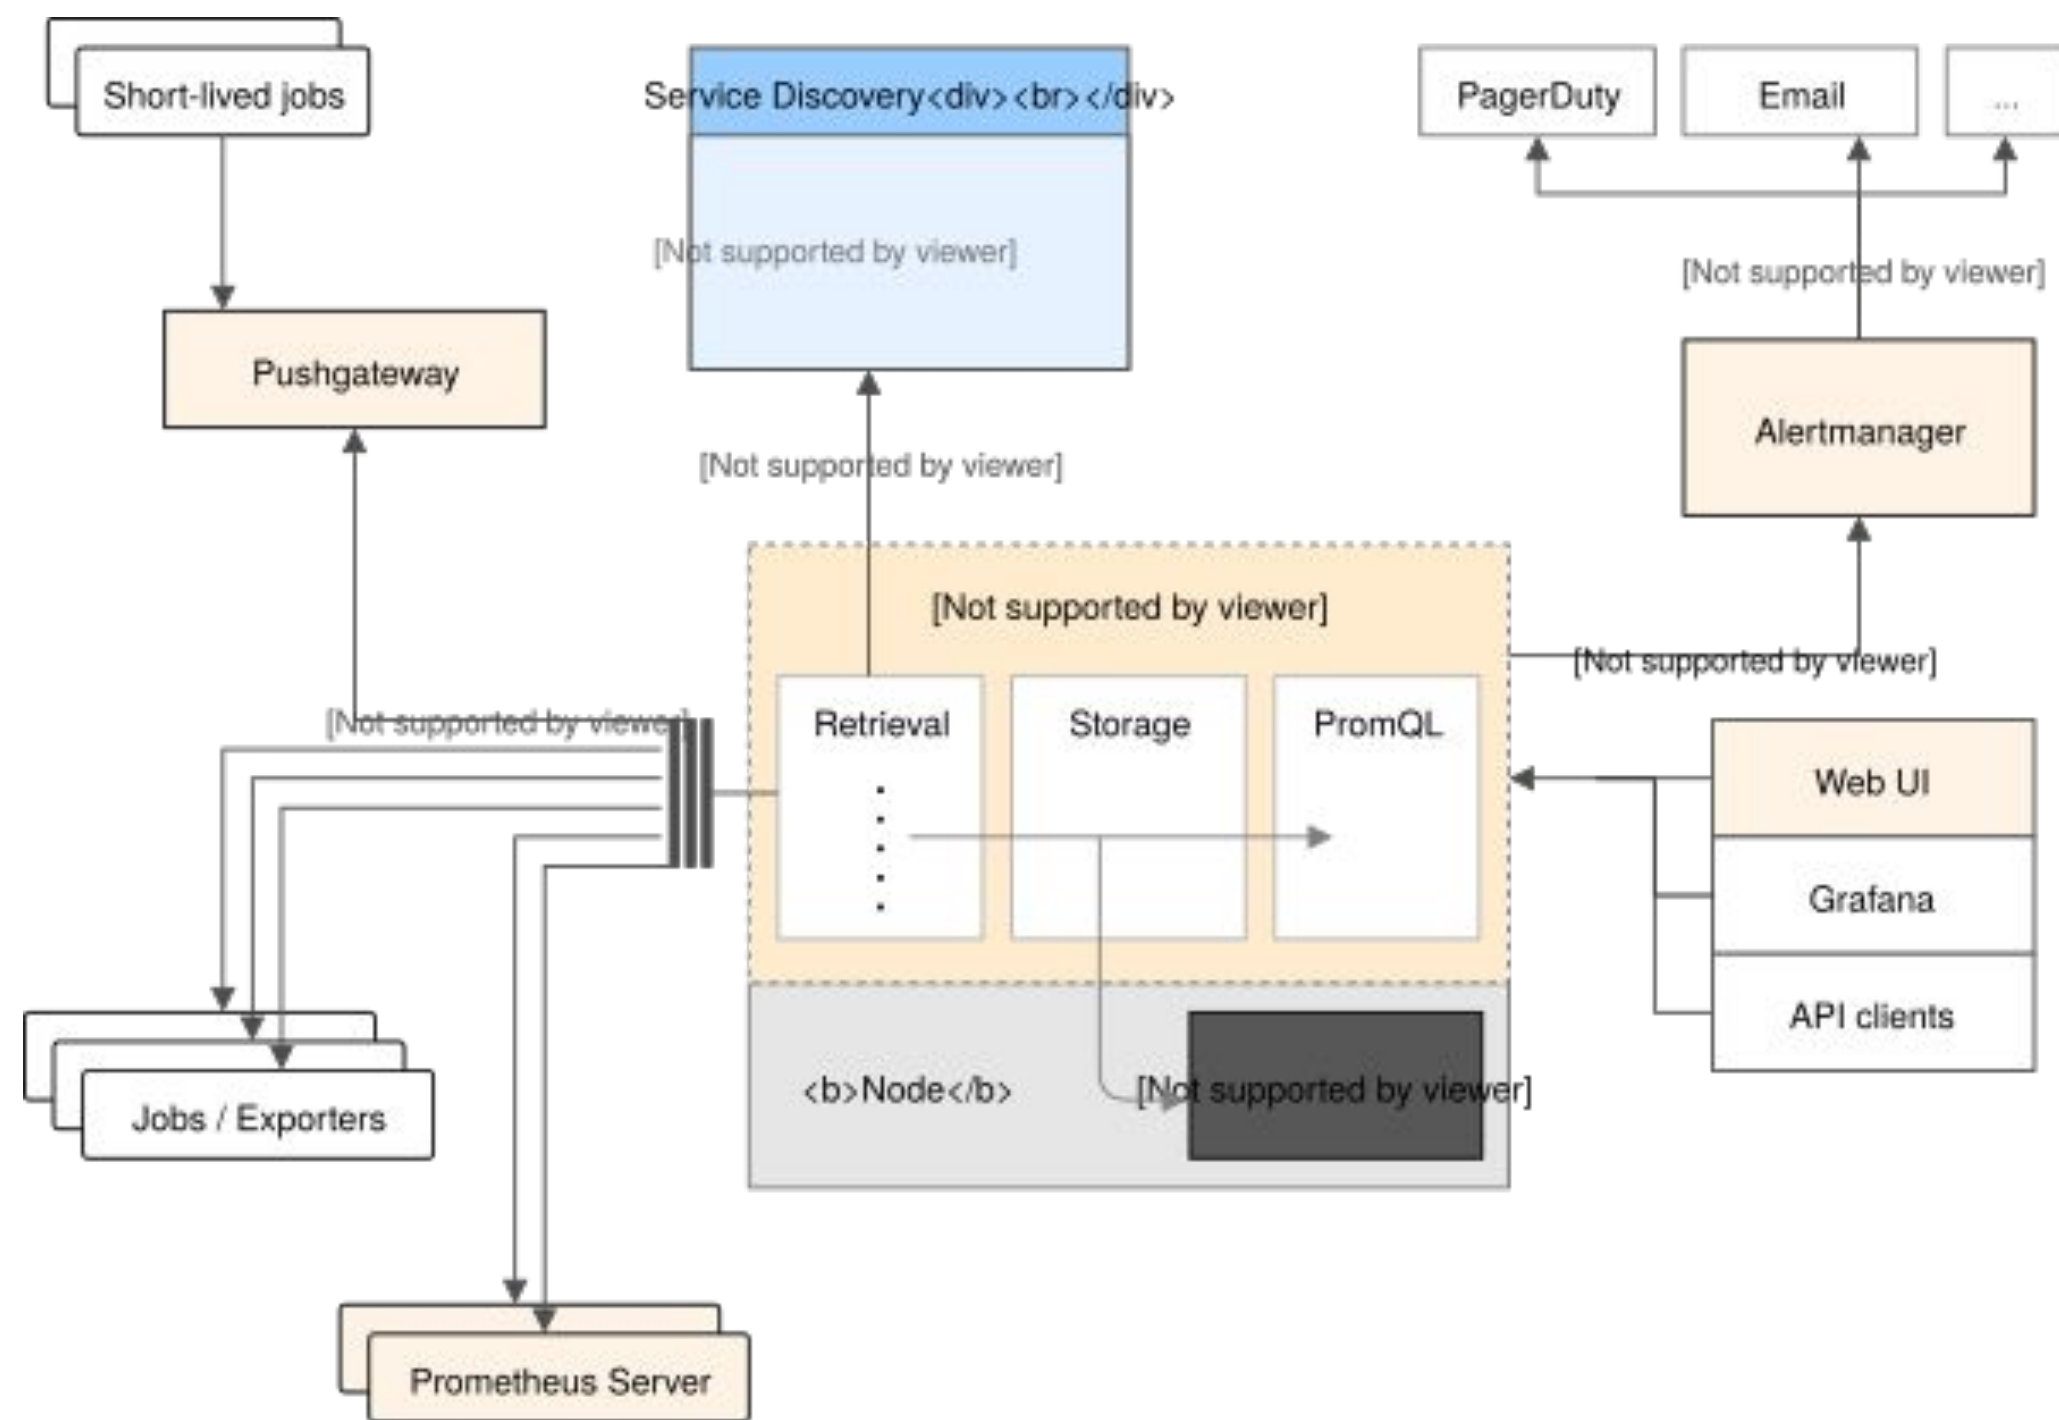 Short-lived jobs
Service Discovery<div><br></div>
PagerDuty
Email
...
[Not supported by viewer]
[Not supported by viewer]
Pushgateway
Alertmanager
[Not supported by viewer]
[Not supported by viewer]
[Not supported by viewer]
[Not supported by viewer]
Retrieval
Storage
PromQL
Web UI
Grafana
API clients
<b>Node</b>
[Not supported by viewer]
Jobs / Exporters
Prometheus Server